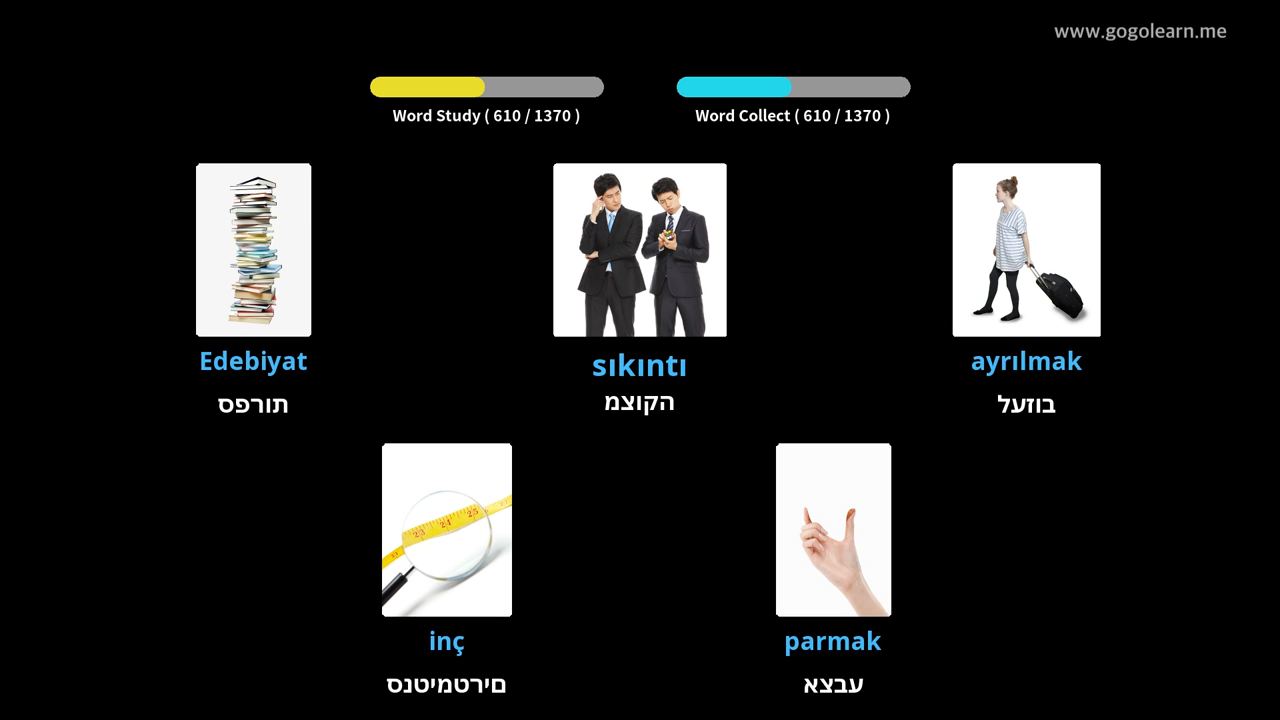 www.gogolearn.me
Word Study ( 610 / 1370 )
Word Collect ( 610 / 1370 )
Edebiyat
תורפס
sıkıntı
הקוצמ
ayrılmak
בוזעל
inç
םירטמיטנס
parmak
עבצא